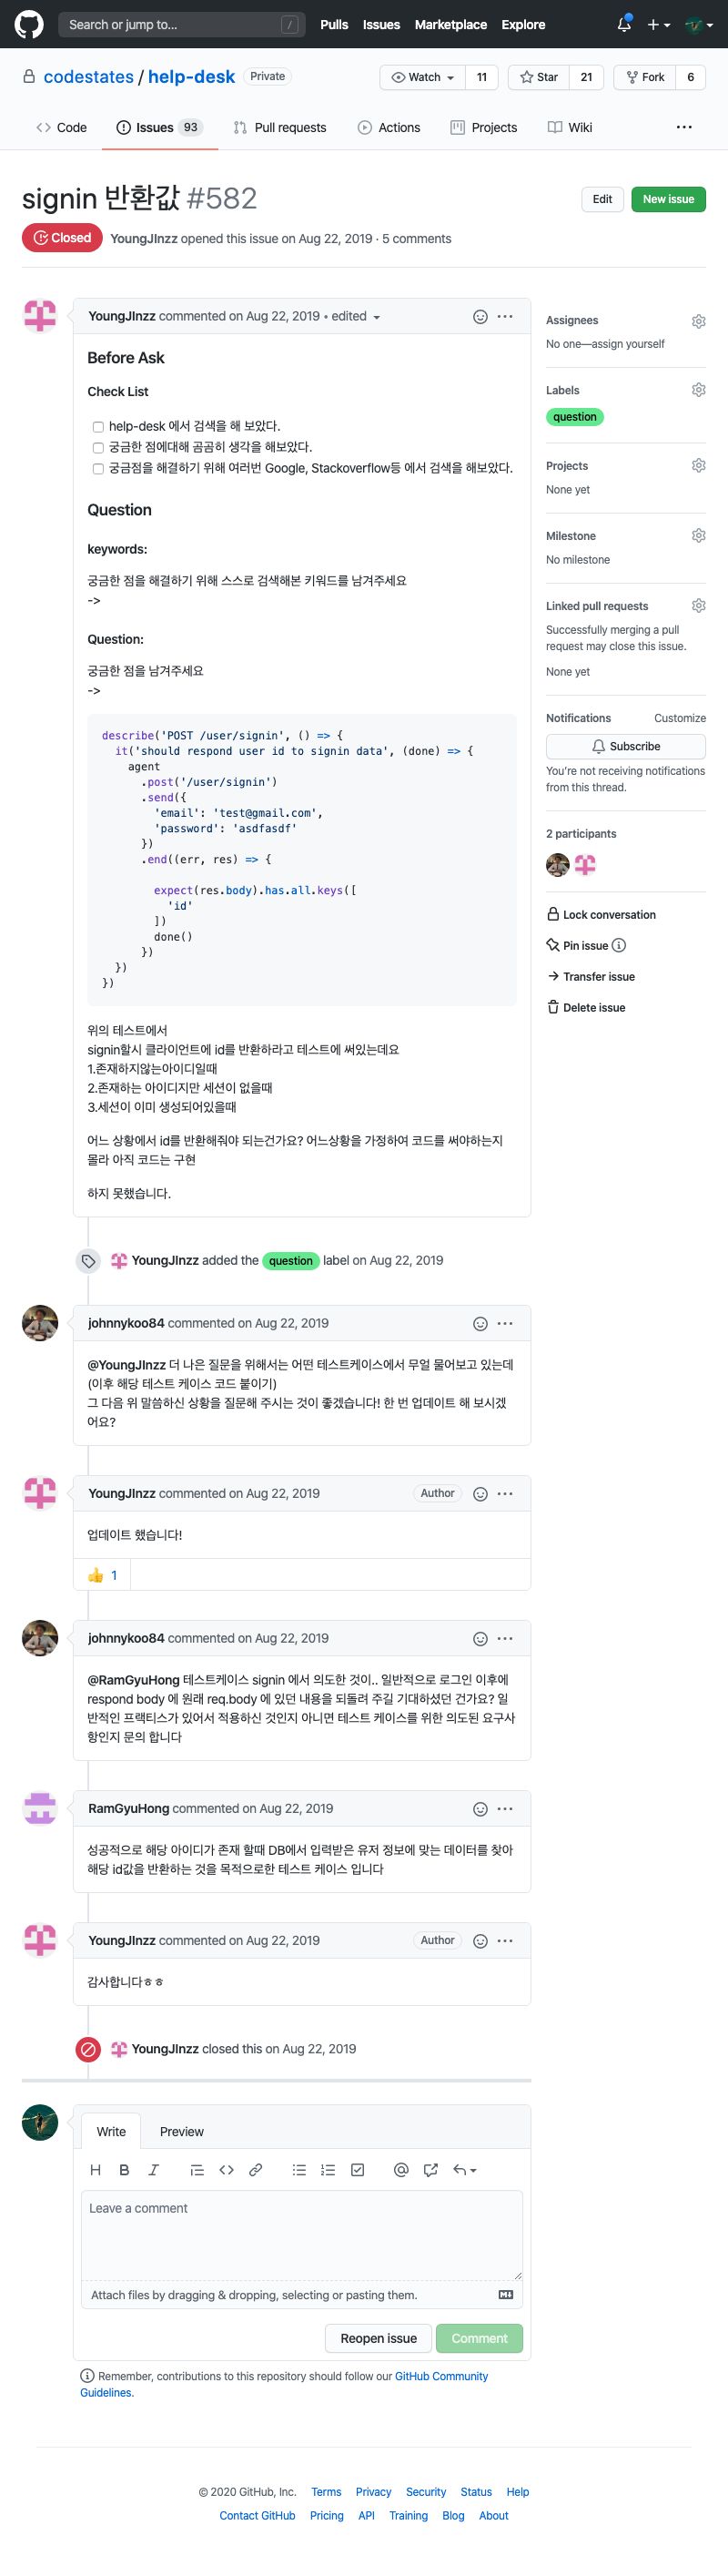 Search or jump to...
/
Pulls Issues Marketplace Explore
codestates / help-desk Private
Watch 11 Star 21 Fork 6
Code Issues 93 Pull requests Actions Projects Wiki
signin 반환값 #582
Edit New issue
Closed YoungJInzz opened this issue on Aug 22, 2019 · 5 comments
YoungJInzz commented on Aug 22, 2019 • edited
Before Ask
Check List
help-desk 에서 검색을 해 보았다.
궁금한 점에대해 곰곰히 생각을 해보았다.
궁금점을 해결하기 위해 여러번 Google, Stackoverflow등 에서 검색을 해보았다.
Question
keywords:
궁금한 점을 해결하기 위해 스스로 검색해본 키워드를 남겨주세요
->
Question:
궁금한 점을 남겨주세요
->
describe('POST /user/signin', () => {
it('should respond user id to signin data', (done) => {
agent
.post('/user/signin')
.send({
'email': 'test@gmail.com',
'password': 'asdfasdf'
})
.end((err, res) => {
expect(res.body).has.all.keys([
'id'
])
done()
})
})
})
위의 테스트에서
signin할시 클라이언트에 id를 반환하라고 테스트에 써있는데요
1.존재하지않는아이디일때
2.존재하는 아이디지만 세션이 없을때
3.세션이 이미 생성되어있을때
어느 상황에서 id를 반환해줘야 되는건가요? 어느상황을 가정하여 코드를 써야하는지
몰라 아직 코드는 구현
하지 못했습니다.
Assignees
No one—assign yourself
Labels
question
Projects
None yet
Milestone
No milestone
Linked pull requests
Successfully merging a pull
request may close this issue.
None yet
Notifications Customize
Subscribe
You're not receiving notifications
from this thread.
2 participants
Lock conversation
Pin issue
Transfer issue
Delete issue
YoungJInzz added the question label on Aug 22, 2019
johnnykoo84 commented on Aug 22, 2019
@YoungJInzz 더 나은 질문을 위해서는 어떤 테스트케이스에서 무얼 물어보고 있는데
(이후 해당 테스트 케이스 코드 붙이기)
그 다음 위 말씀하신 상황을 질문해 주시는 것이 좋겠습니다! 한 번 업데이트 해 보시겠
어요?
YoungJInzz commented on Aug 22, 2019 Author
업데이트 했습니다!
👍 1
johnnykoo84 commented on Aug 22, 2019
@RamGyuHong 테스트케이스 signin 에서 의도한 것이.. 일반적으로 로그인 이후에
respond body 에 원래 req.body 에 있던 내용을 되돌려 주길 기대하셨던 건가요? 일
반적인 프랙티스가 있어서 적용하신 것인지 아니면 테스트 케이스를 위한 의도된 요구사
항인지 문의 합니다
RamGyuHong commented on Aug 22, 2019
성공적으로 해당 아이디가 존재 할때 DB에서 입력받은 유저 정보에 맞는 데이터를 찾아
해당 id값을 반환하는 것을 목적으로한 테스트 케이스 입니다
YoungJInzz commented on Aug 22, 2019 Author
감사합니다ㅎㅎ
YoungJInzz closed this on Aug 22, 2019
Write Preview
Leave a comment
Attach files by dragging & dropping, selecting or pasting them.
Reopen issue Comment
Remember, contributions to this repository should follow our GitHub Community
Guidelines.
© 2020 GitHub, Inc. Terms Privacy Security Status Help
Contact GitHub Pricing API Training Blog About